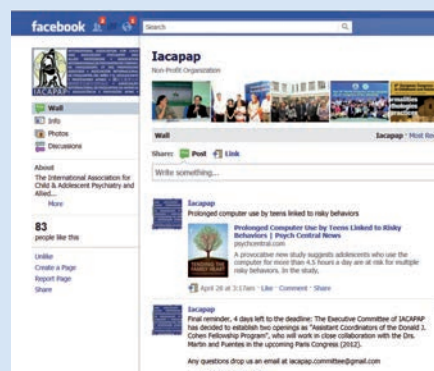 facebook
Search
IACAPAP
Wall
Info
Photos
Discussions
About
The International Association for
Child & Adolescent Psychiatry and
Allied...
More
83
people like this
Unlike
Create a Page
Report Page
Share
Iacapap
Non-Profit Organization
Wall
Iacapap · Most Rec
Share: Post Link
Write something...
Iacapap
Prolonged computer use by teens linked to risky behaviors
TENDING THE
FAMILY HEART
Prolonged Computer Use by Teens Linked to Risky
Behaviors | Psych Central News
psychcentral.com
A provocative new study suggests adolescents who use the
computer for more than 4.5 hours a day are at risk for multiple
risky behaviors. In the study,
April 28 at 3:17am · Like · Comment · Share
Iacapap
Final reminder, 4 days left to the deadline: The Executive Committee of IACAPAP
has decided to establish two openings as "Assistant Coordinators of the Donald J.
Cohen Fellowship Program", who will work in close collaboration with the Drs.
Martin and Fuentes in the upcoming Paris Congress (2012).
Any questions drop us an email at iacapap.committee@gmail.com